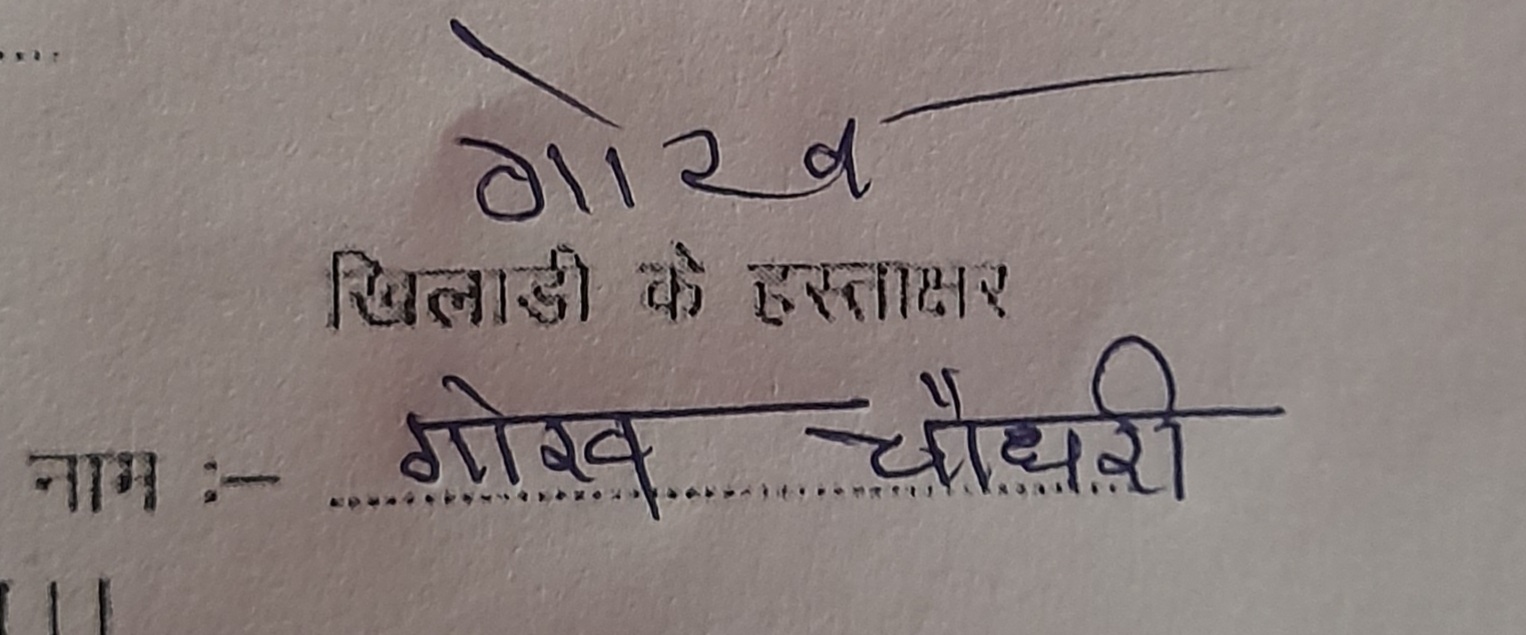 गोरव
खिलाडी के हस्ताक्षर
नाम :- गोरव चौधरी